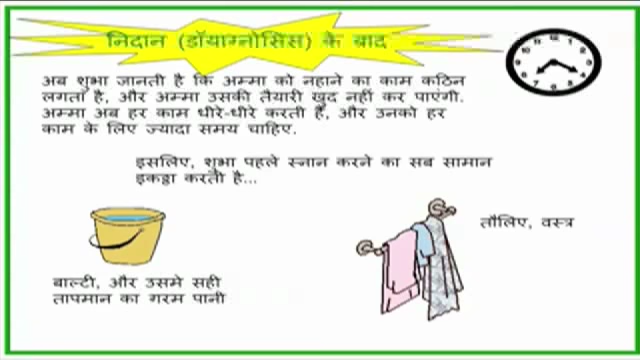 निदान (डॉयाग्नोसिस) के बाद
अब शुभा जानती है कि अम्मा को नहाने का काम कठिन
लगता है, और अम्मा उसकी तैयारी खुद नहीं कर पाएंगी.
अम्मा अब हर काम धीरे-धीरे करती हैं, और उनको हर
काम के लिए ज्यादा समय चाहिए.
इसलिए, शुभा पहले स्नान करने का सब सामान
इकट्ठा करती है...
तौलिए, वस्त्र
बाल्टी, और उसमे सही
तापमान का गरम पानी